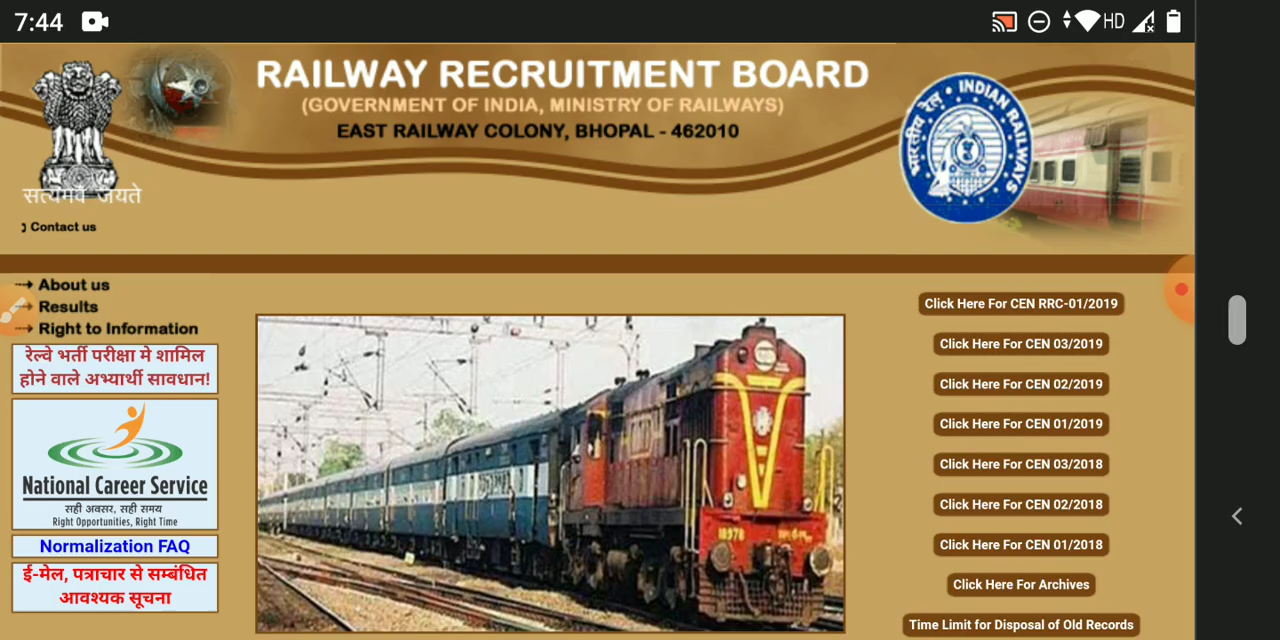 7:44
HD
RAILWAY RECRUITMENT BOARD
(GOVERNMENT OF INDIA, MINISTRY OF RAILWAYS)
EAST RAILWAY COLONY, BHOPAL - 462010
सत्यमेव जयते
भारतीय रेल • INDIAN RAILWAYS
Contact us
About us
Results
Right to Information
रेल्वे भर्ती परीक्षा मे शामिल
होने वाले अभ्यार्थी सावधान!
National Career Service
सही अवसर, सही समय
Right Opportunities, Right Time
Normalization FAQ
ई-मेल, पत्राचार से सम्बंधित
आवश्यक सूचना
Click Here For CEN RRC-01/2019
Click Here For CEN 03/2019
Click Here For CEN 02/2019
Click Here For CEN 01/2019
Click Here For CEN 03/2018
Click Here For CEN 02/2018
Click Here For CEN 01/2018
Click Here For Archives
Time Limit for Disposal of Old Records